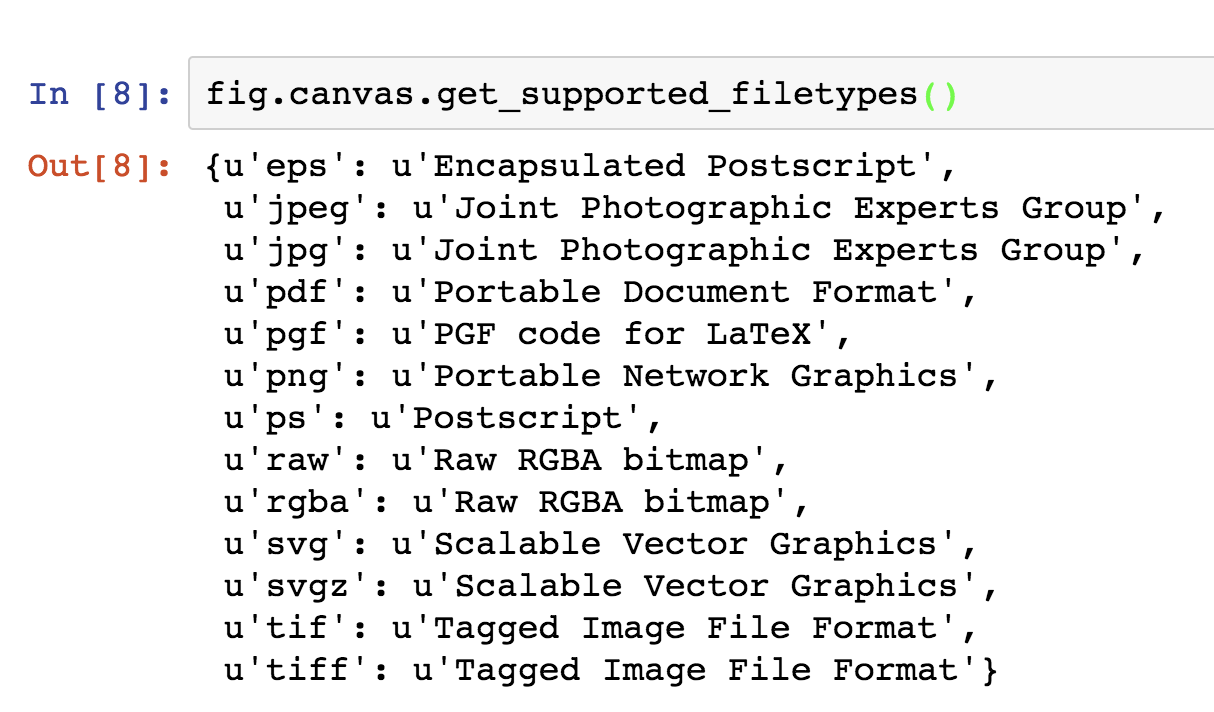 In [8]: fig.canvas.get_supported_filetypes()
Out[8]: {u'eps': u'Encapsulated Postscript',
u'jpeg': u'Joint Photographic Experts Group',
u'jpg': u'Joint Photographic Experts Group',
u'pdf': u'Portable Document Format',
u'pgf': u'PGF code for LaTeX',
u'png': u'Portable Network Graphics',
u'ps': u'Postscript',
u'raw': u'Raw RGBA bitmap',
u'rgba': u'Raw RGBA bitmap',
u'svg': u'Scalable Vector Graphics',
u'svgz': u'Scalable Vector Graphics',
u'tif': u'Tagged Image File Format',
u'tiff': u'Tagged Image File Format'}